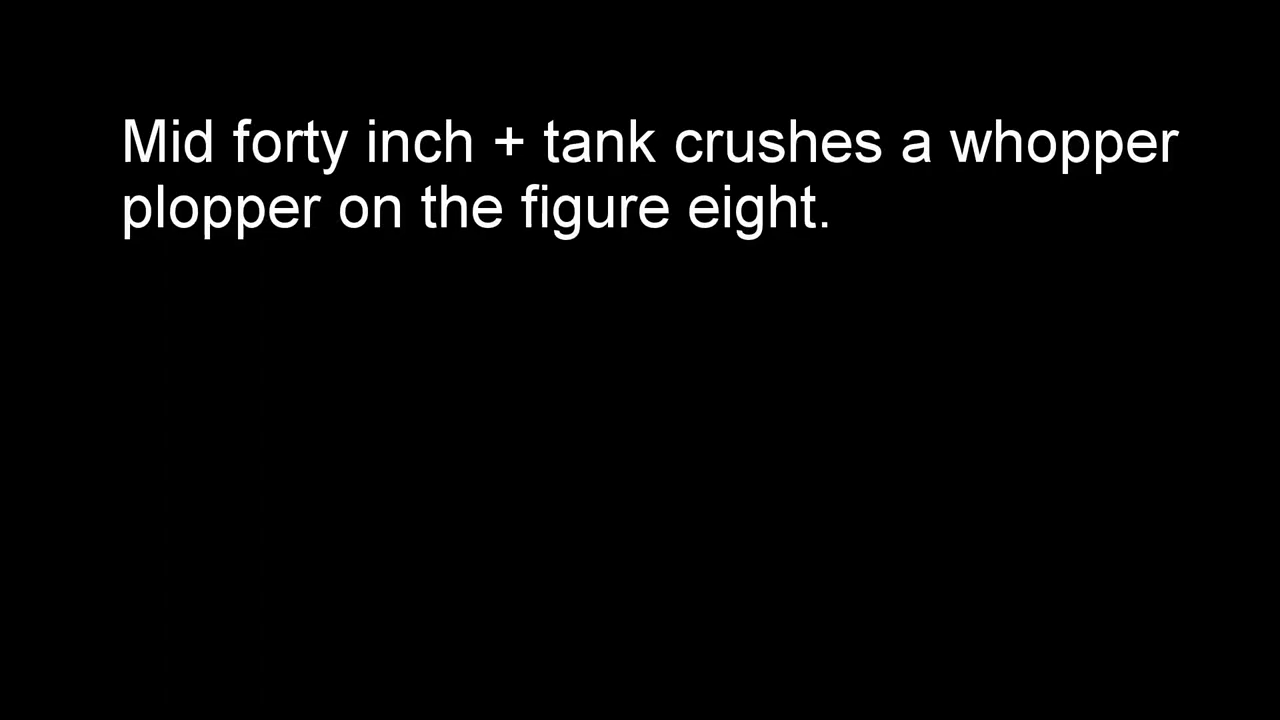 Mid forty inch + tank crushes a whopper
plopper on the figure eight.